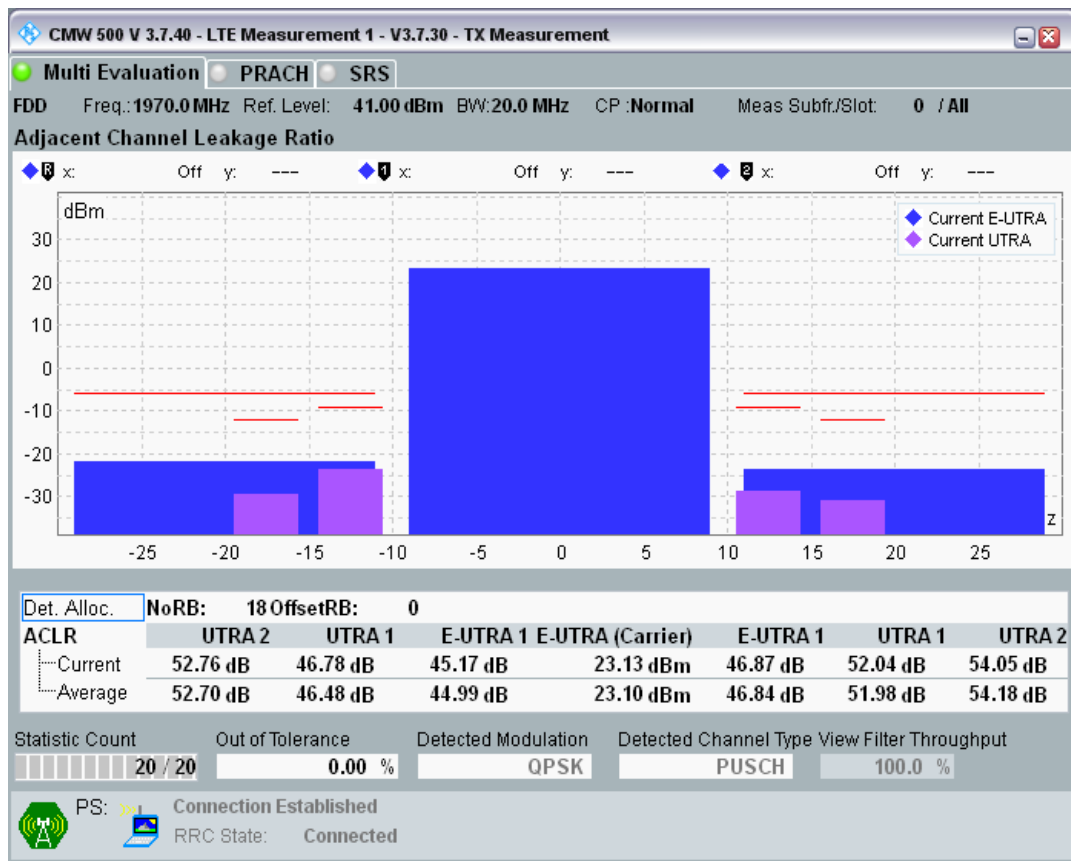 CMW 500 V 3.7.40 - LTE Measurement 1 - V3.7.30 - TX Measurement
Multi Evaluation PRACH SRS
FDD Freq.:1970.0 MHz Ref. Level: 41.00 dBm BW:20.0 MHz CP :Normal Meas Subfr./Slot: 0 / All
Adjacent Channel Leakage Ratio
R x: Off y: --- 1 x: Off y: --- 2 x: Off y: ---
dBm
Current E-UTRA
Current UTRA
30
20
10
0
-10
-20
-30
z
-25 -20 -15 -10 -5 0 5 10 15 20 25
Det. Alloc. NoRB: 18 OffsetRB: 0
ACLR UTRA 2 UTRA 1 E-UTRA 1 E-UTRA (Carrier) E-UTRA 1 UTRA 1 UTRA 2
Current 52.76 dB 46.78 dB 45.17 dB 23.13 dBm 46.87 dB 52.04 dB 54.05 dB
Average 52.70 dB 46.48 dB 44.99 dB 23.10 dBm 46.84 dB 51.98 dB 54.18 dB
Statistic Count Out of Tolerance Detected Modulation Detected Channel Type View Filter Throughput
20 / 20 0.00 % QPSK PUSCH 100.0 %
PS: Connection Established
RRC State: Connected